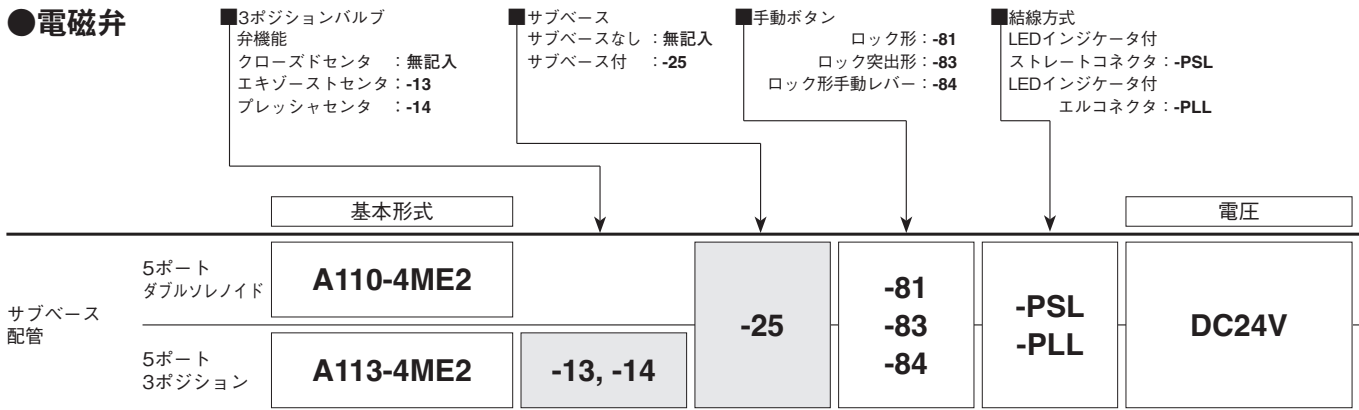 ●電磁弁
■3ポジションバルブ
弁機能
クローズドセンタ ：無記入
エキゾーストセンタ：-13
プレッシャセンタ ：-14
■サブベース
サブベースなし：無記入
サブベース付 ：-25
■手動ボタン
ロック形：-81
ロック突出形：-83
ロック形手動レバー：-84
■結線方式
LEDインジケータ付
ストレートコネクタ：-PSL
LEDインジケータ付
エルコネクタ：-PLL
基本形式
電圧
サブベース
配管
5ポート
ダブルソレノイド
A110-4ME2
5ポート
3ポジション
A113-4ME2
-13, -14
-25
-81
-83
-84
-PSL
-PLL
DC24V